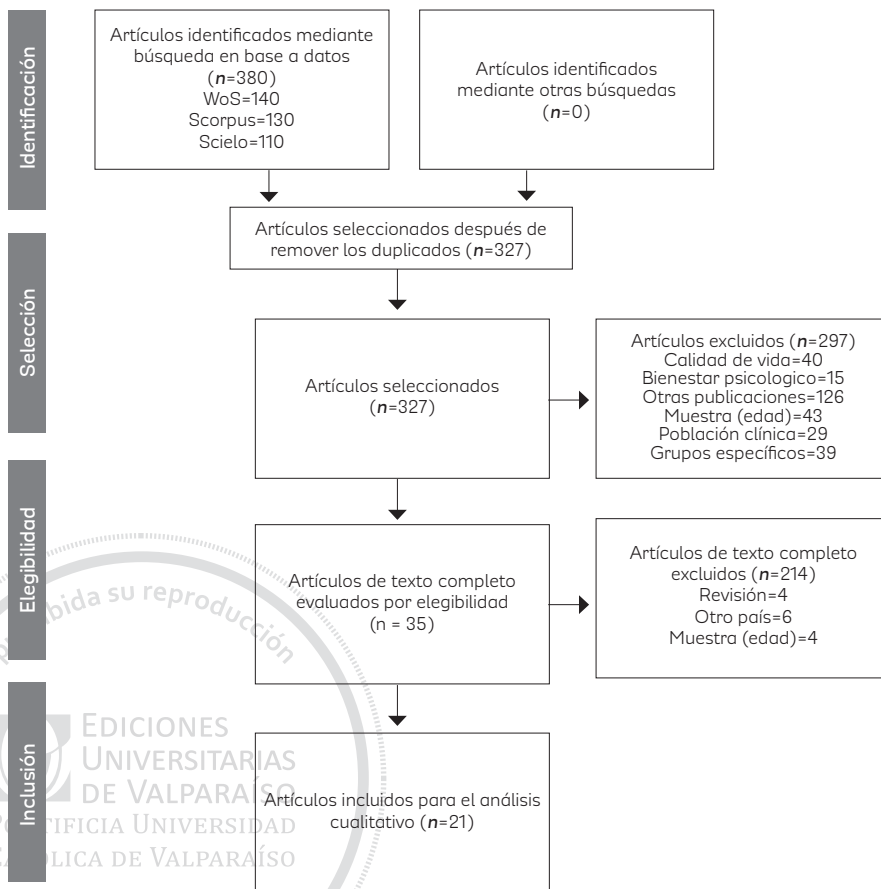 Identificación
Artículos identificados mediante
búsqueda en base a datos
(n=380)
WoS=140
Scorpus=130
Scielo=110
Artículos identificados
mediante otras búsquedas
(n=0)
Artículos seleccionados después de
remover los duplicados (n=327)
Selección
Artículos seleccionados
(n=327)
Artículos excluidos (n=297)
Calidad de vida=40
Bienestar psicologico=15
Otras publicaciones=126
Muestra (edad)=43
Población clínica=29
Grupos específicos=39
Elegibilidad
Artículos de texto completo
evaluados por elegibilidad
(n = 35)
Artículos de texto completo
excluidos (n=214)
Revisión=4
Otro país=6
Muestra (edad)=4
Inclusión
Artículos incluidos para el análisis
cualitativo (n=21)
su reproducción
EDICIONES
UNIVERSITARIAS
DE VALPARAÍSO
UNIVERSIDAD
DE VALPARAÍSO